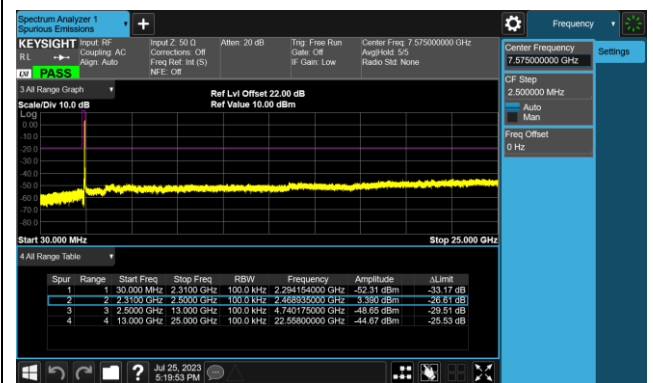 Spectrum Analyzer 1
Spurious Emissions
Frequency
KEYSIGHT
RL
LXI PASS
Input: RF
Coupling: AC
Align: Auto
Input Z: 50 Ω
Corrections: Off
Freq Ref: Int (S)
NFE: Off
Atten: 20 dB
Trig: Free Run
Gate: Off
IF Gain: Low
Center Freq: 7.575000000 GHz
Avg|Hold: 5/5
Radio Std: None
Center Frequency
7.575000000 GHz
Settings
CF Step
2.500000 MHz
Auto
Man
Freq Offset
0 Hz
3 All Range Graph
Scale/Div 10.0 dB
Ref Lvl Offset 22.00 dB
Ref Value 10.00 dBm
Log
0.00
-10.0
-20.0
-30.0
-40.0
-50.0
-60.0
-70.0
-80.0
Start 30.000 MHz
Stop 25.000 GHz
4 All Range Table
Spur Range Start Freq Stop Freq RBW Frequency Amplitude ΔLimit
1 1 30.000 MHz 2.3100 GHz 100.0 kHz 2.294154000 GHz -52.31 dBm -33.17 dB
2 2 2.3100 GHz 2.5000 GHz 100.0 kHz 2.468935000 GHz 3.390 dBm -26.61 dB
3 3 2.5000 GHz 13.000 GHz 100.0 kHz 4.740175000 GHz -48.65 dBm -29.51 dB
4 4 13.000 GHz 25.000 GHz 100.0 kHz 22.55800000 GHz -44.67 dBm -25.53 dB
?
Jul 25, 2023
5:19:53 PM